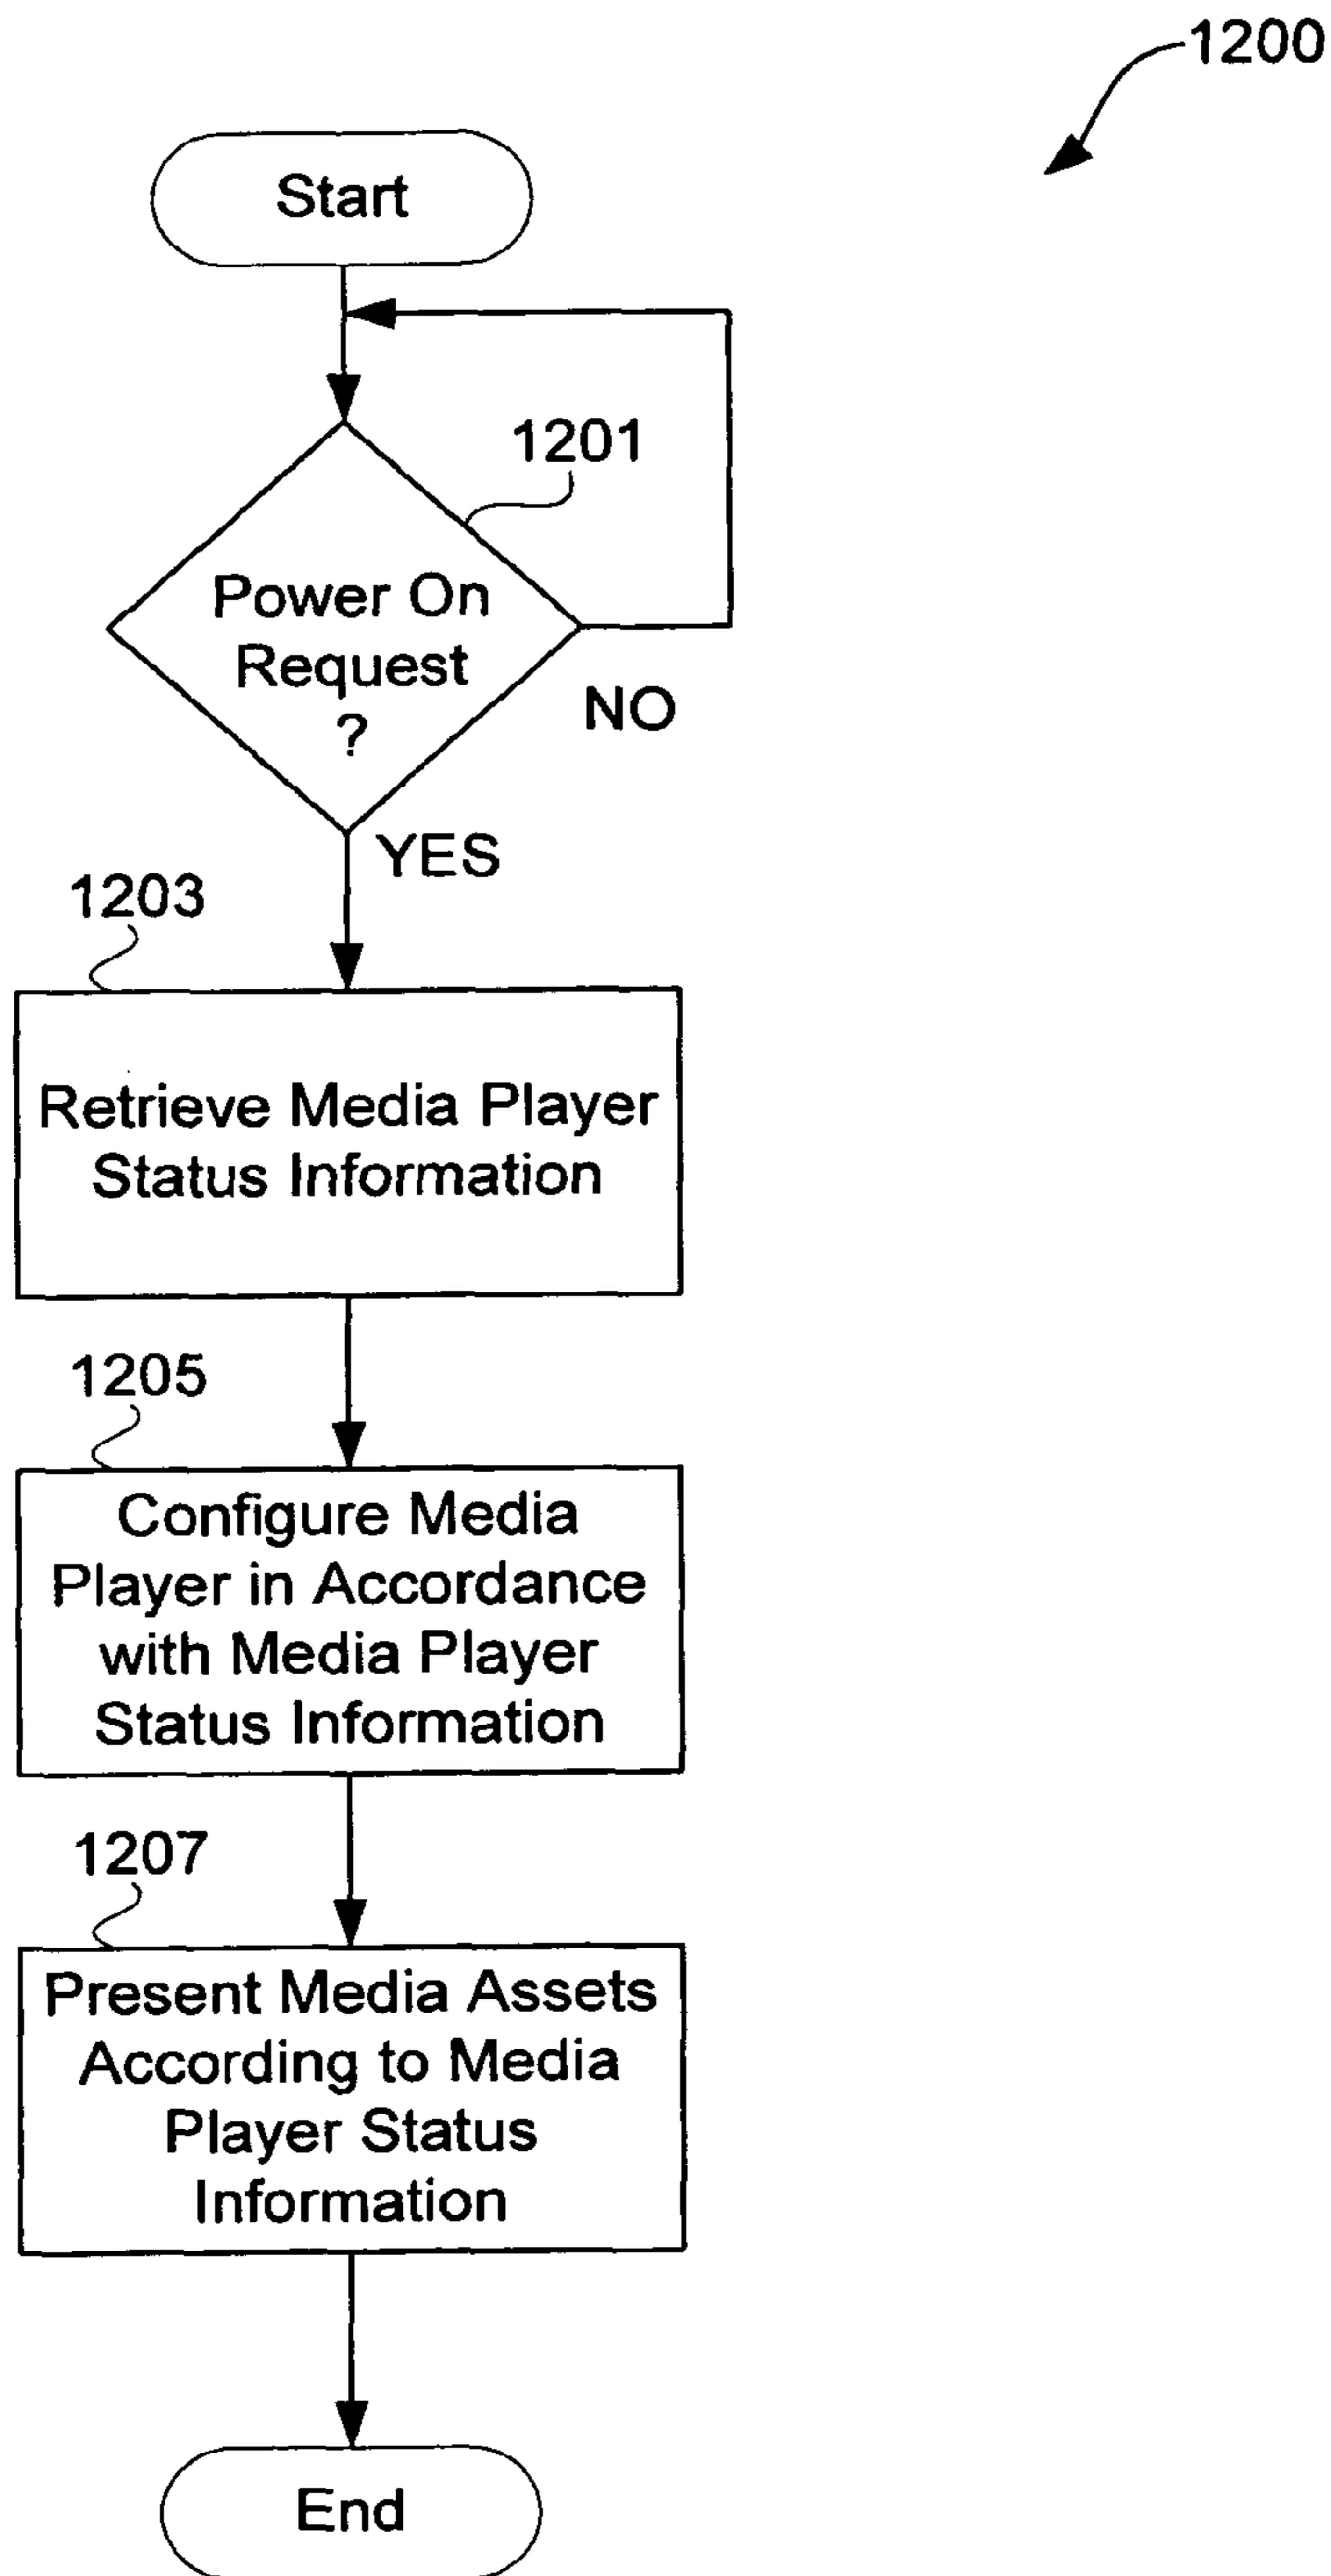 1200
Start
1201
Power On
Request
?
NO
YES
1203
Retrieve Media Player
Status Information
1205
Configure Media
Player in Accordance
with Media Player
Status Information
1207
Present Media Assets
According to Media
Player Status
Information
End